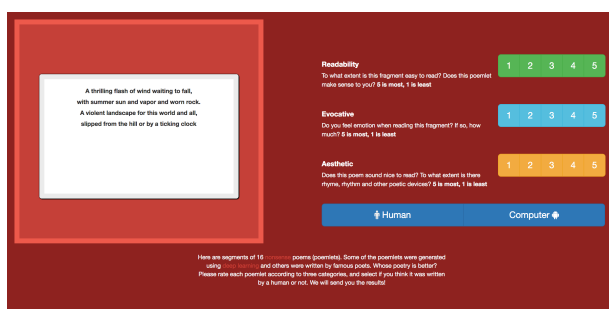 A thrilling flash of wind waiting to fall,
with summer sun and vapor and worn rock.
A violent landscape for this world and all,
slipped from the hill or by a ticking clock
Readability
To what extent is this fragment easy to read? Does this poemlet
make sense to you? 5 is most, 1 is least
1 2 3 4 5
Evocative
Do you feel emotion when reading this fragment? If so, how
much? 5 is most, 1 is least
1 2 3 4 5
Aesthetic
Does this poem sound nice to read? To what extent is there
rhyme, rhythm and other poetic devices? 5 is most, 1 is least
1 2 3 4 5
Human
Computer
Here are segments of 16 nonsense poems (poemlets). Some of the poemlets were generated
using deep learning and others were written by famous poets. Whose poetry is better?
Please rate each poemlet according to three categories, and select if you think it was written
by a human or not. We will send you the results!